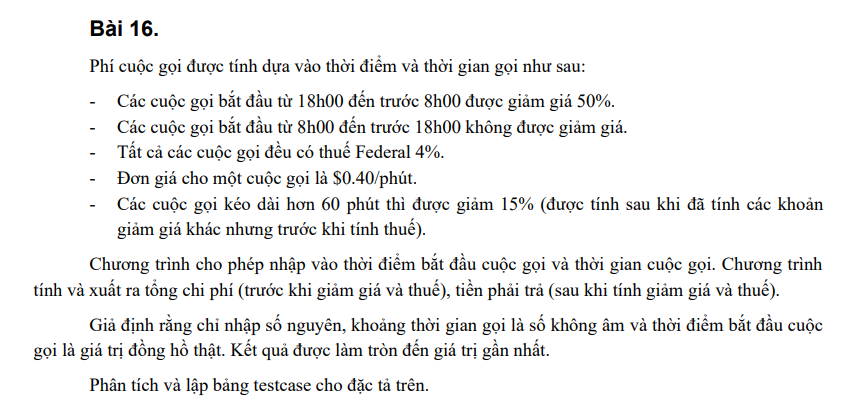 Bài 16.
Phí cuộc gọi được tính dựa vào thời điểm và thời gian gọi như sau:
- Các cuộc gọi bắt đầu từ 18h00 đến trước 8h00 được giảm giá 50%.
- Các cuộc gọi bắt đầu từ 8h00 đến trước 18h00 không được giảm giá.
- Tất cả các cuộc gọi đều có thuế Federal 4%.
- Đơn giá cho một cuộc gọi là $0.40/phút.
- Các cuộc gọi kéo dài hơn 60 phút thì được giảm 15% (được tính sau khi đã tính các khoản
giảm giá khác nhưng trước khi tính thuế).
Chương trình cho phép nhập vào thời điểm bắt đầu cuộc gọi và thời gian cuộc gọi. Chương trình
tính và xuất ra tổng chi phí (trước khi giảm giá và thuế), tiền phải trả (sau khi tính giảm giá và thuế).
Giả định rằng chỉ nhập số nguyên, khoảng thời gian gọi là số không âm và thời điểm bắt đầu cuộc
gọi là giá trị đồng hồ thật. Kết quả được làm tròn đến giá trị gần nhất.
Phân tích và lập bảng testcase cho đặc tả trên.